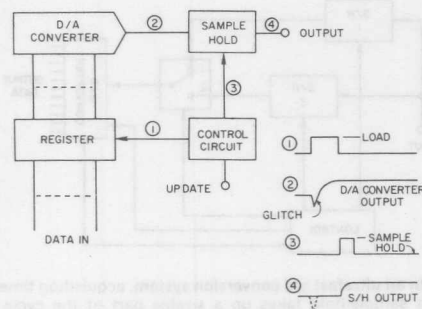 D/A
CONVERTER
②
SAMPLE
HOLD
④
OUTPUT
③
REGISTER
①
CONTROL
CIRCUIT
UPDATE
DATA IN
①
LOAD
②
D/A CONVERTER
OUTPUT
GLITCH
③
SAMPLE
HOLD
④
S/H OUTPUT